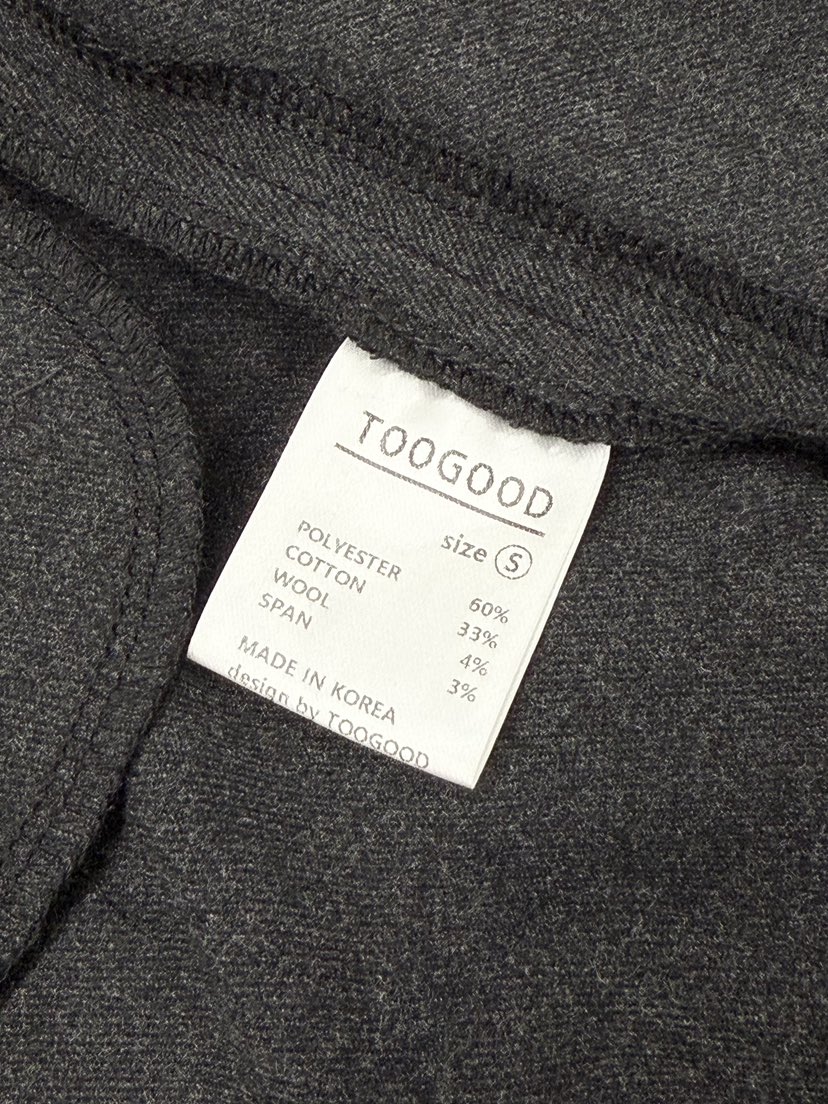 TOOGOOD
size S
POLYESTER 60%
COTTON 33%
WOOL 4%
SPAN 3%
MADE IN KOREA
design by TOOGOOD